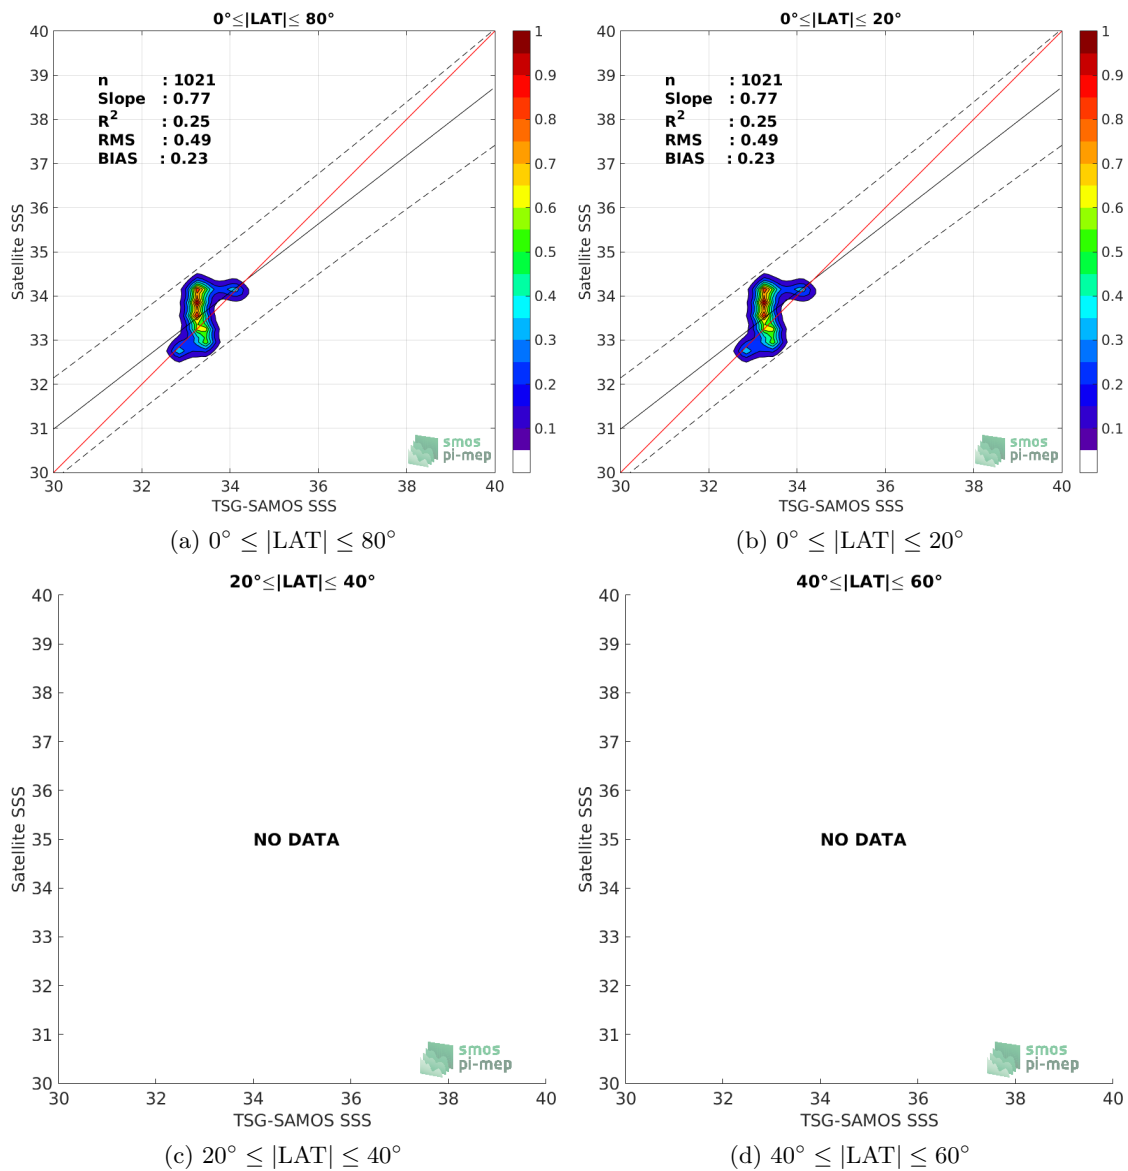 0°≤|LAT|≤ 80°
40
39
38
37
36
35
34
33
32
31
30
Satellite SSS
n : 1021
Slope : 0.77
R2 : 0.25
RMS : 0.49
BIAS : 0.23
1
0.9
0.8
0.7
0.6
0.5
0.4
0.3
0.2
0.1
smos
pi-mep
30 32 34 36 38 40
TSG-SAMOS SSS
(a) 0° ≤ |LAT| ≤ 80°
0°≤|LAT|≤ 20°
40
39
38
37
36
35
34
33
32
31
30
Satellite SSS
n : 1021
Slope : 0.77
R2 : 0.25
RMS : 0.49
BIAS : 0.23
1
0.9
0.8
0.7
0.6
0.5
0.4
0.3
0.2
0.1
smos
pi-mep
30 32 34 36 38 40
TSG-SAMOS SSS
(b) 0° ≤ |LAT| ≤ 20°
20°≤|LAT|≤ 40°
40
39
38
37
36
35
34
33
32
31
30
Satellite SSS
NO DATA
smos
pi-mep
30 32 34 36 38 40
TSG-SAMOS SSS
(c) 20° ≤ |LAT| ≤ 40°
40°≤|LAT|≤ 60°
40
39
38
37
36
35
34
33
32
31
30
Satellite SSS
NO DATA
smos
pi-mep
30 32 34 36 38 40
TSG-SAMOS SSS
(d) 40° ≤ |LAT| ≤ 60°